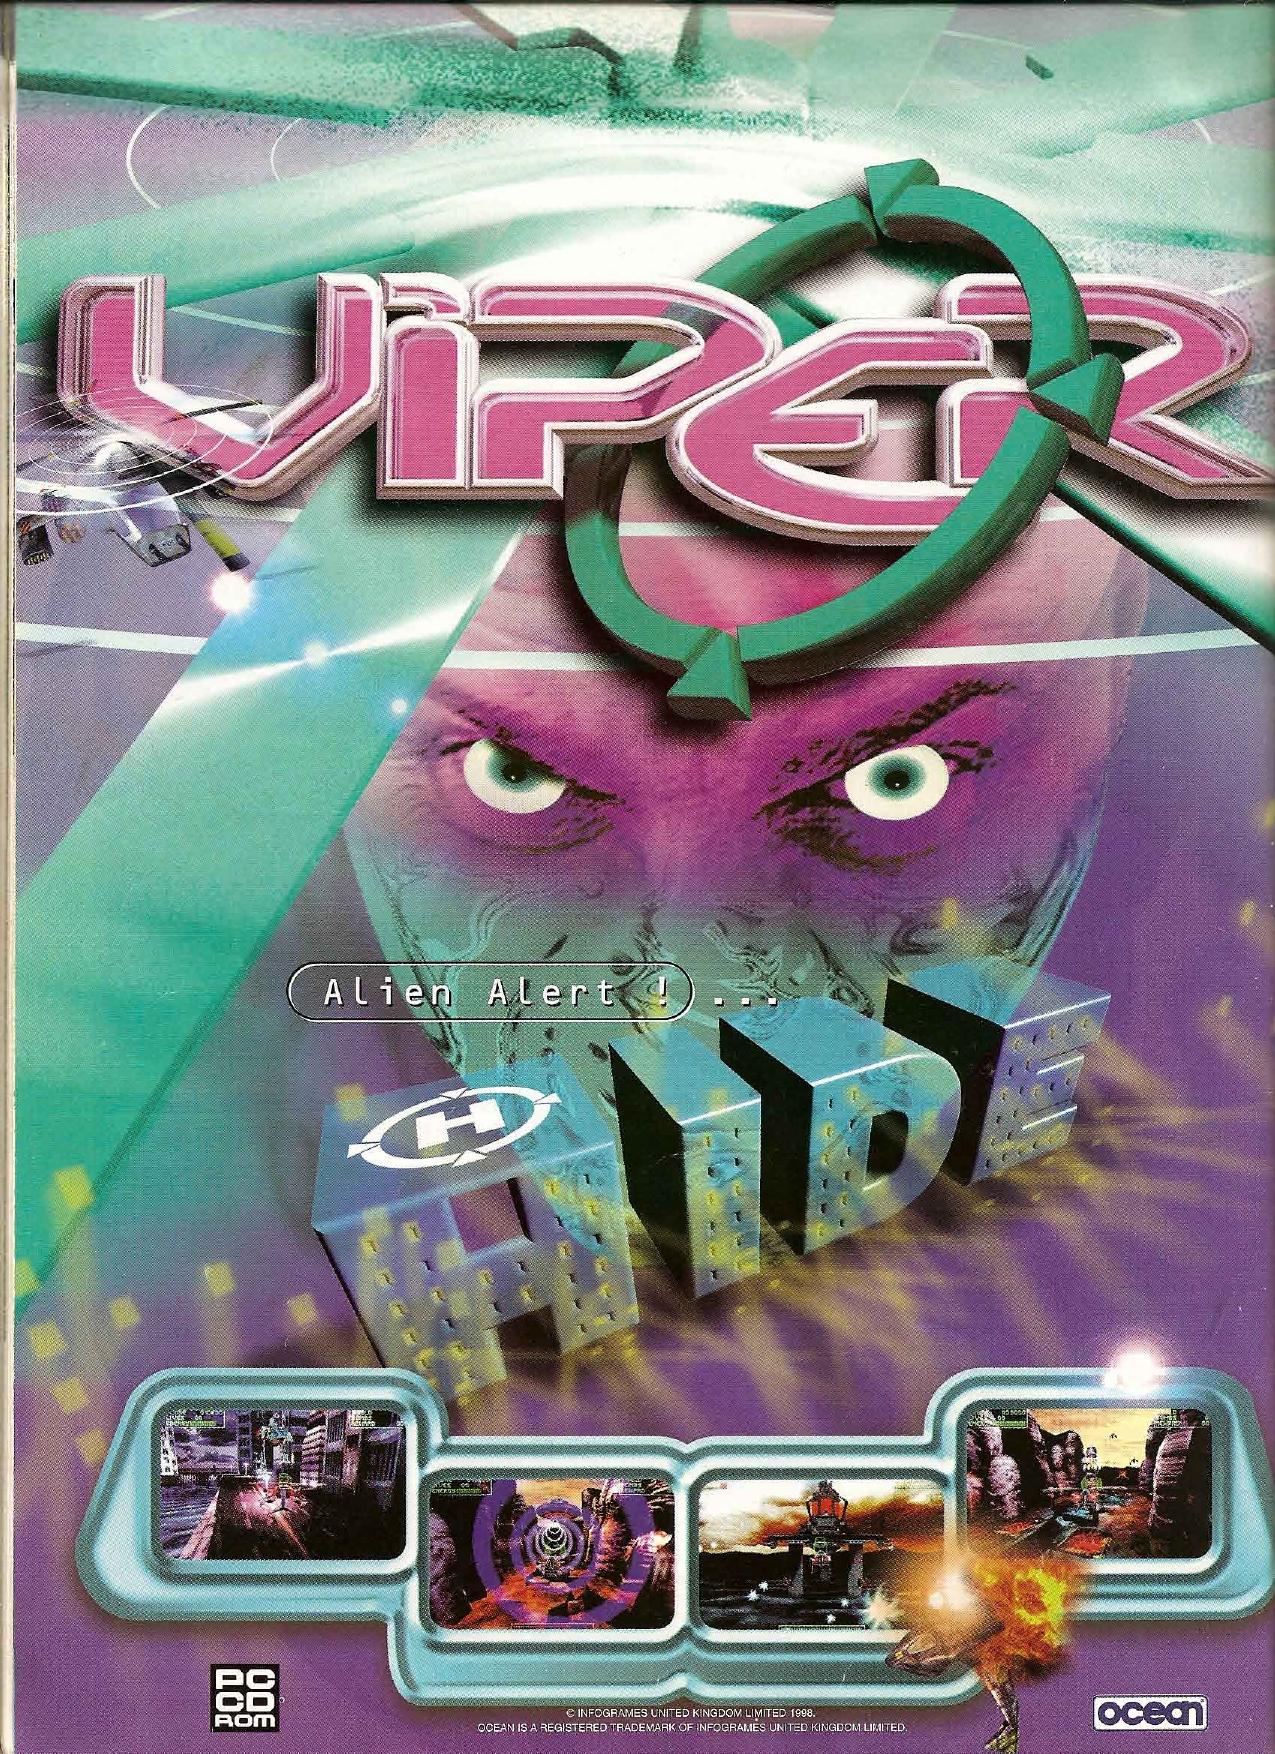 VIPER
Alien Alert ! ...
H
HIDE
PC
CD
ROM
© INFOGRAMES UNITED KINGDOM LIMITED 1998.
OCEAN IS A REGISTERED TRADEMARK OF INFOGRAMES UNITED KINGDOM LIMITED.
ocean